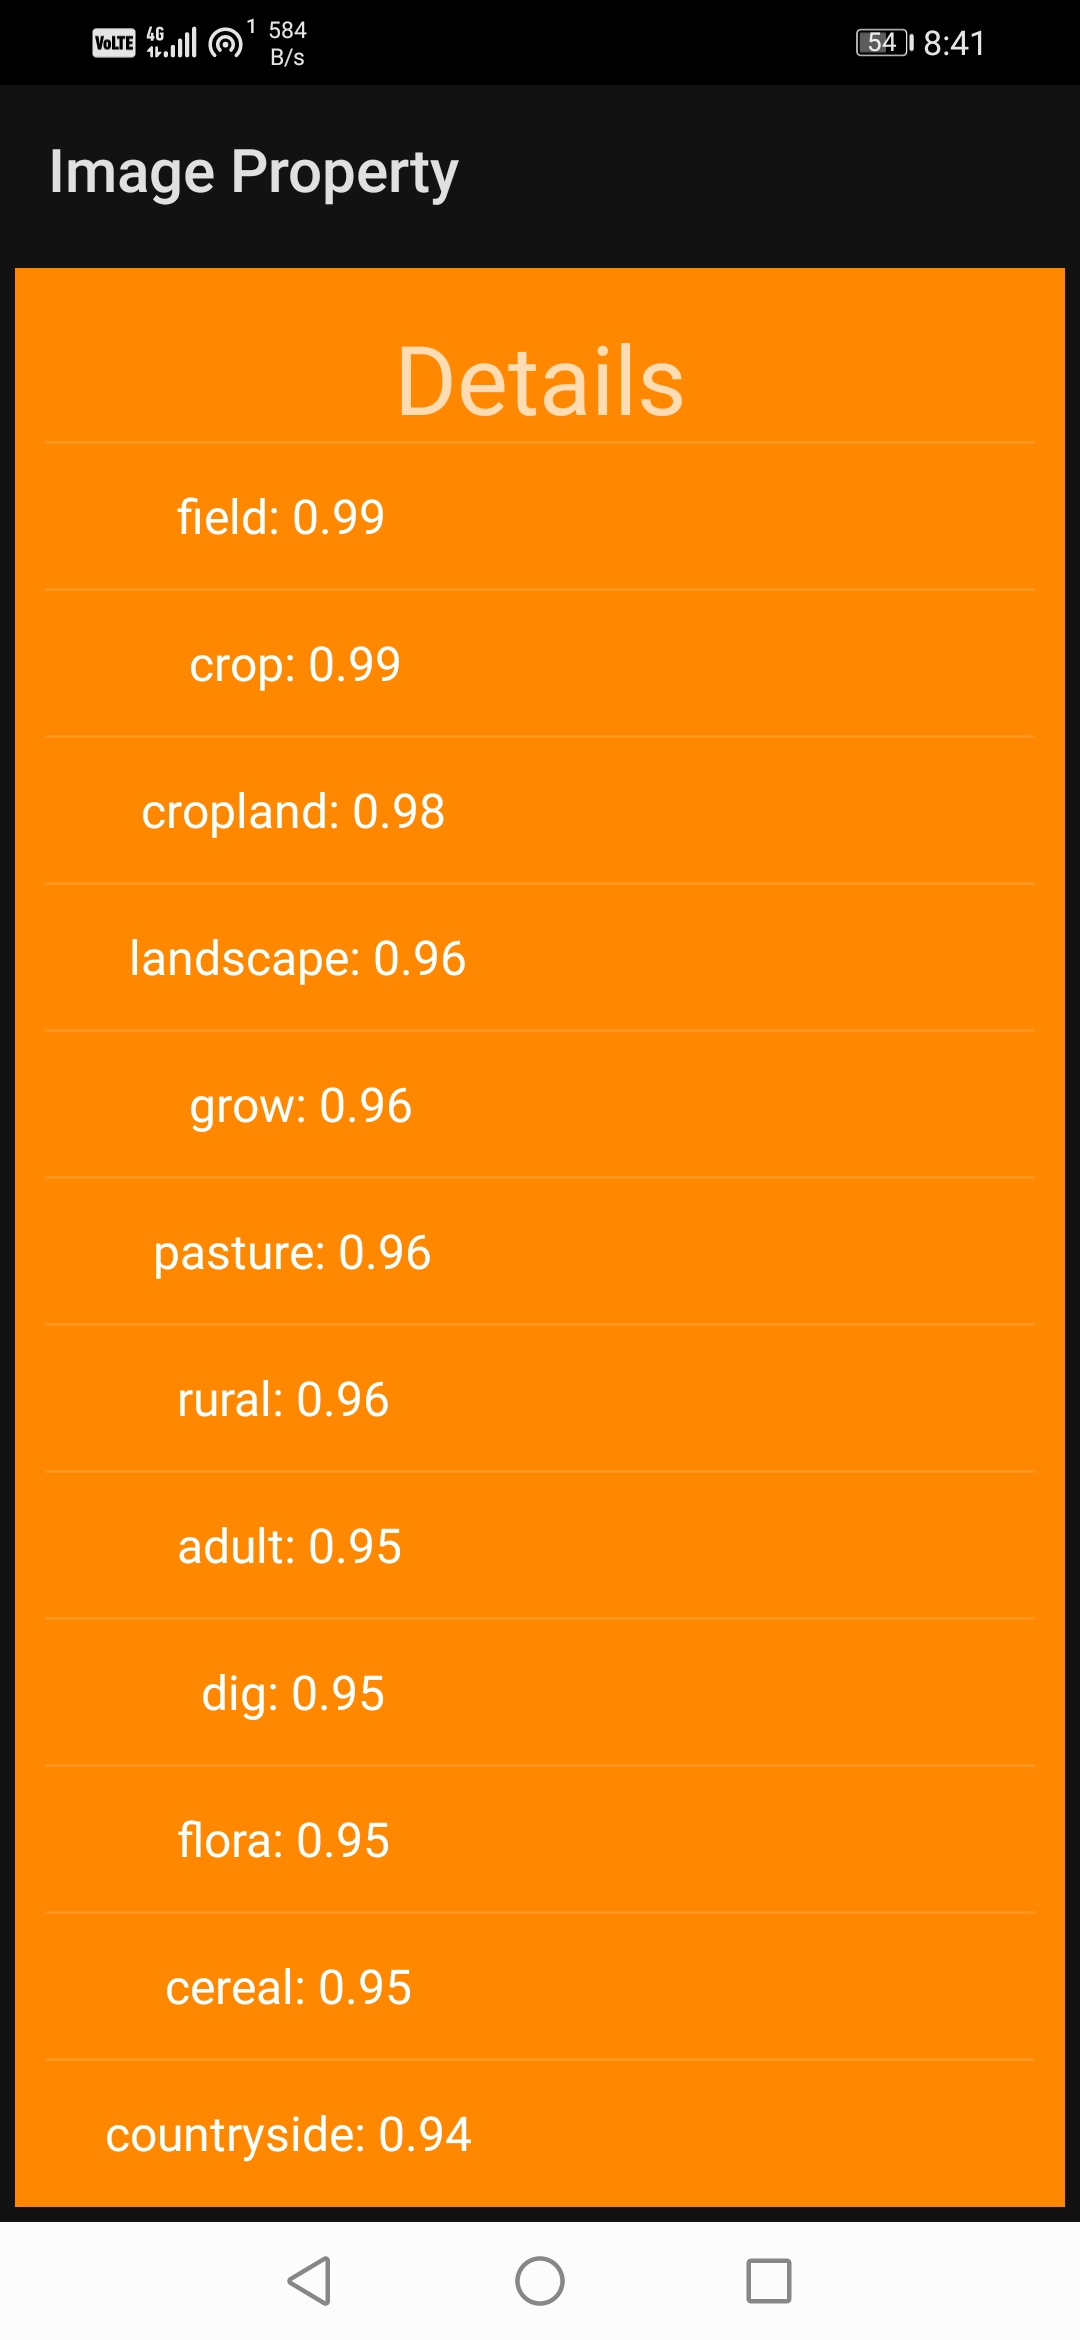 VoLTE 4G 1 584 B/s 54 8:41
Image Property
Details
field: 0.99
crop: 0.99
cropland: 0.98
landscape: 0.96
grow: 0.96
pasture: 0.96
rural: 0.96
adult: 0.95
dig: 0.95
flora: 0.95
cereal: 0.95
countryside: 0.94